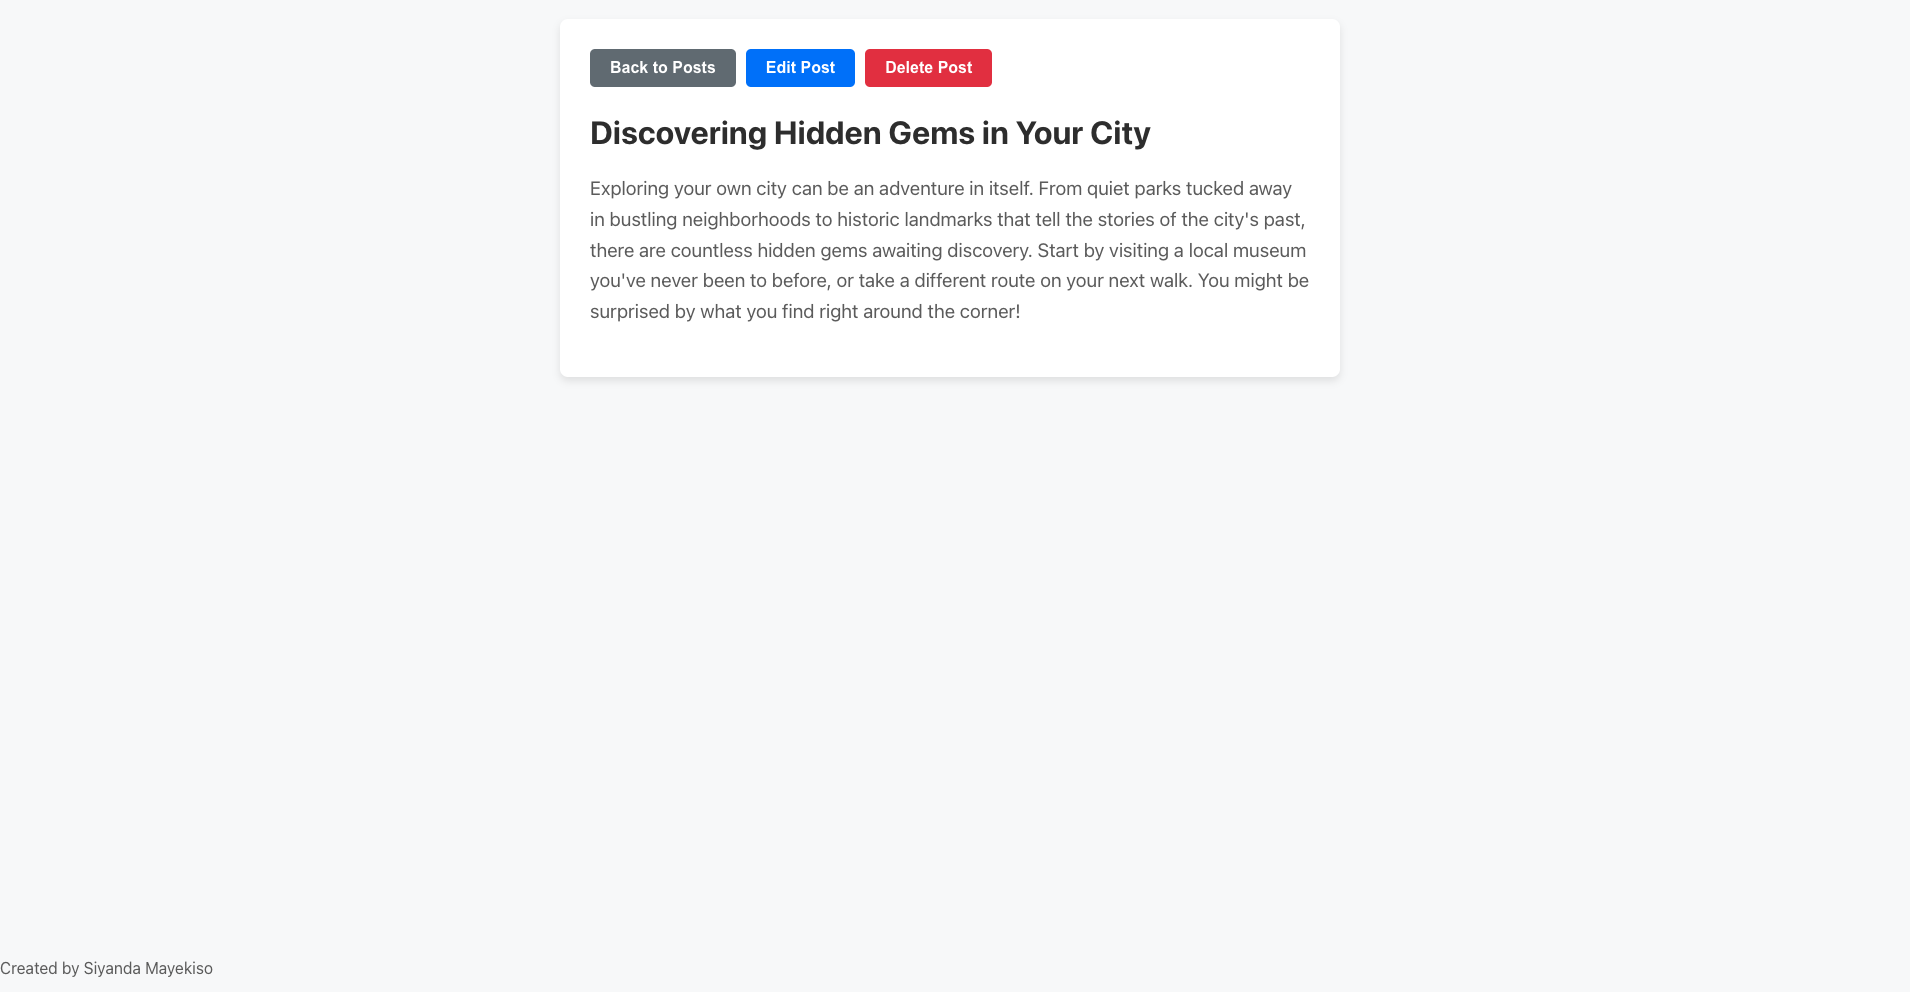 Back to Posts Edit Post Delete Post
Discovering Hidden Gems in Your City
Exploring your own city can be an adventure in itself. From quiet parks tucked away
in bustling neighborhoods to historic landmarks that tell the stories of the city's past,
there are countless hidden gems awaiting discovery. Start by visiting a local museum
you've never been to before, or take a different route on your next walk. You might be
surprised by what you find right around the corner!
Created by Siyanda Mayekiso